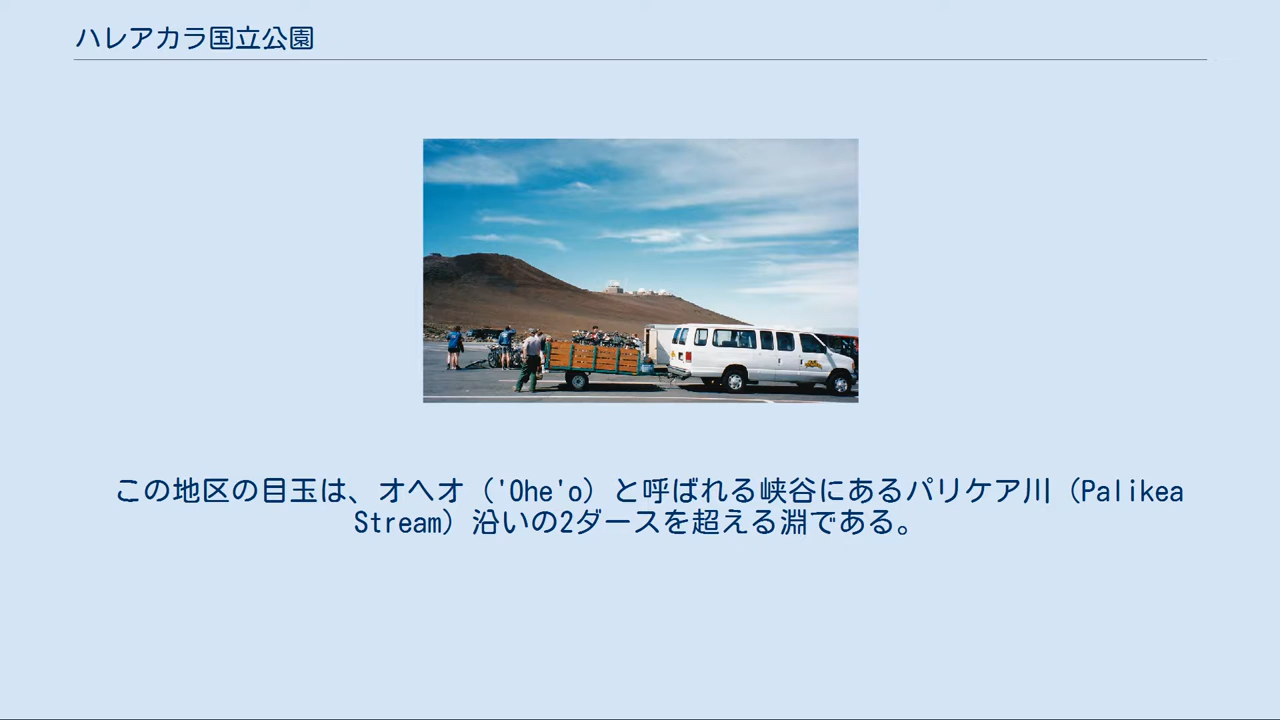 ハレアカラ国立公園
この地区の目玉は、オヘオ（'Ohe'o）と呼ばれる峡谷にあるパリケア川（Palikea
Stream）沿いの2ダースを超える淵である。